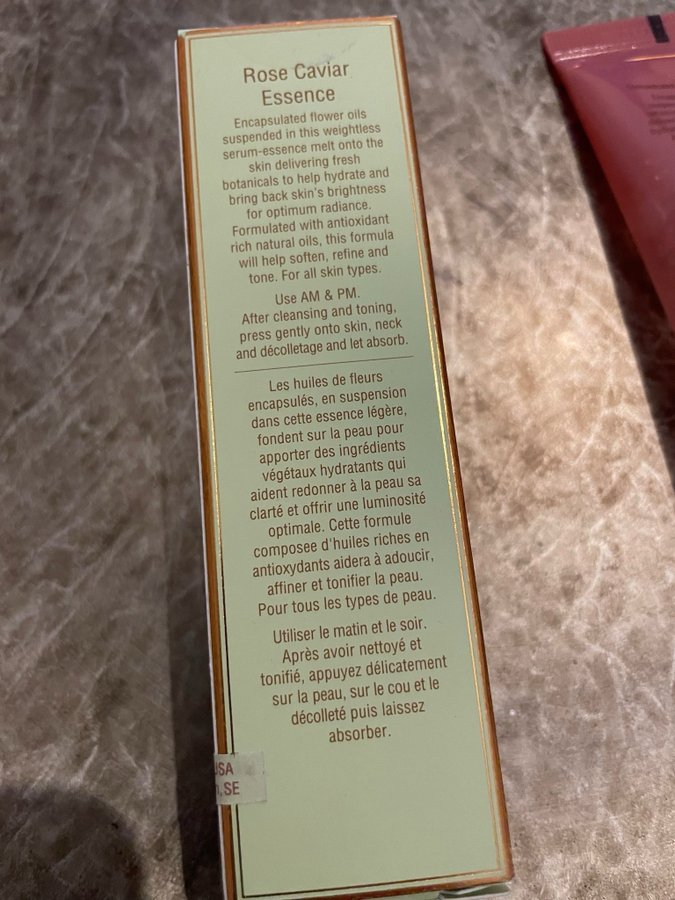 Rose Caviar
Essence
Encapsulated flower oils
suspended in this weightless
serum-essence melt onto the
skin delivering fresh
botanicals to help hydrate and
bring back skin's brightness
for optimum radiance.
Formulated with antioxidant
rich natural oils, this formula
will help soften, refine and
tone. For all skin types.
Use AM & PM.
After cleansing and toning,
press gently onto skin, neck
and décolletage and let absorb.
Les huiles de fleurs
encapsulés, en suspension
dans cette essence légère,
fondent sur la peau pour
apporter des ingrédients
végétaux hydratants qui
aident redonner à la peau sa
clarté et offrir une luminosité
optimale. Cette formule
composee d'huiles riches en
antioxydants aidera à adoucir,
affiner et tonifier la peau.
Pour tous les types de peau.
Utiliser le matin et le soir.
Après avoir nettoyé et
tonifié, appuyez délicatement
sur la peau, sur le cou et le
décolleté puis laissez
absorber.
USA
, SE